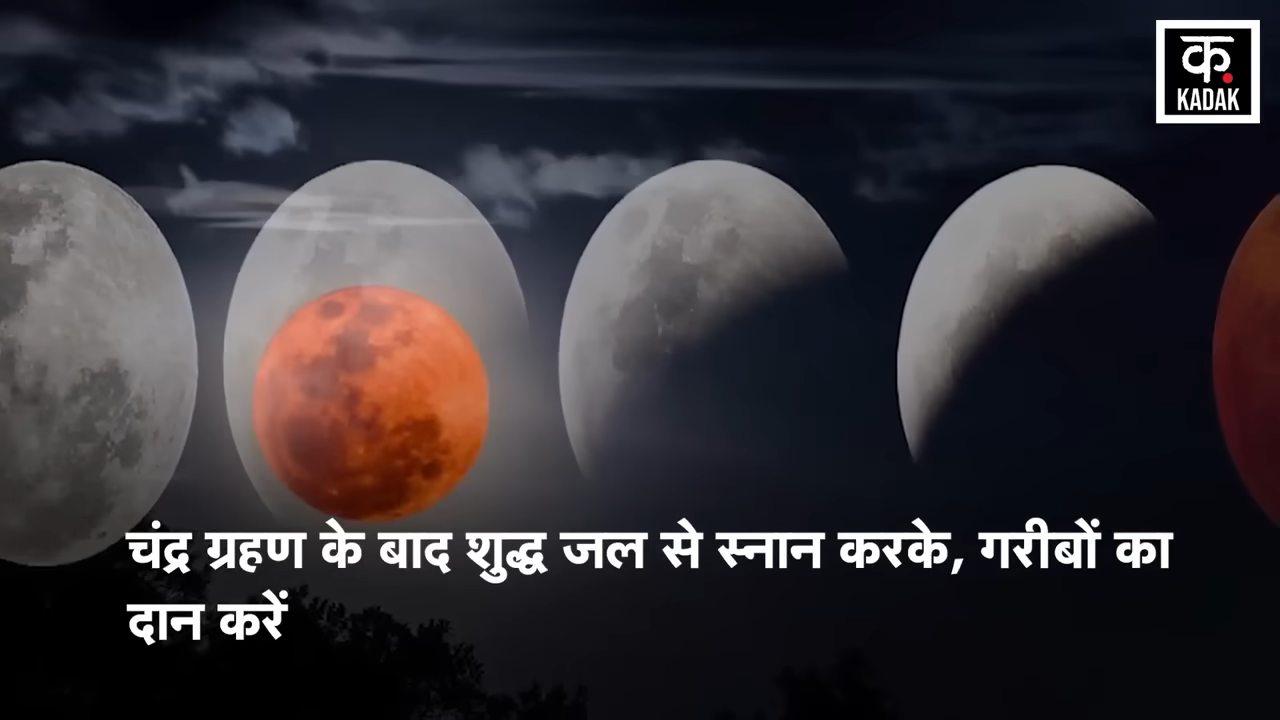 क.
KADAK
चंद्र ग्रहण के बाद शुद्ध जल से स्नान करके, गरीबों का
दान करें